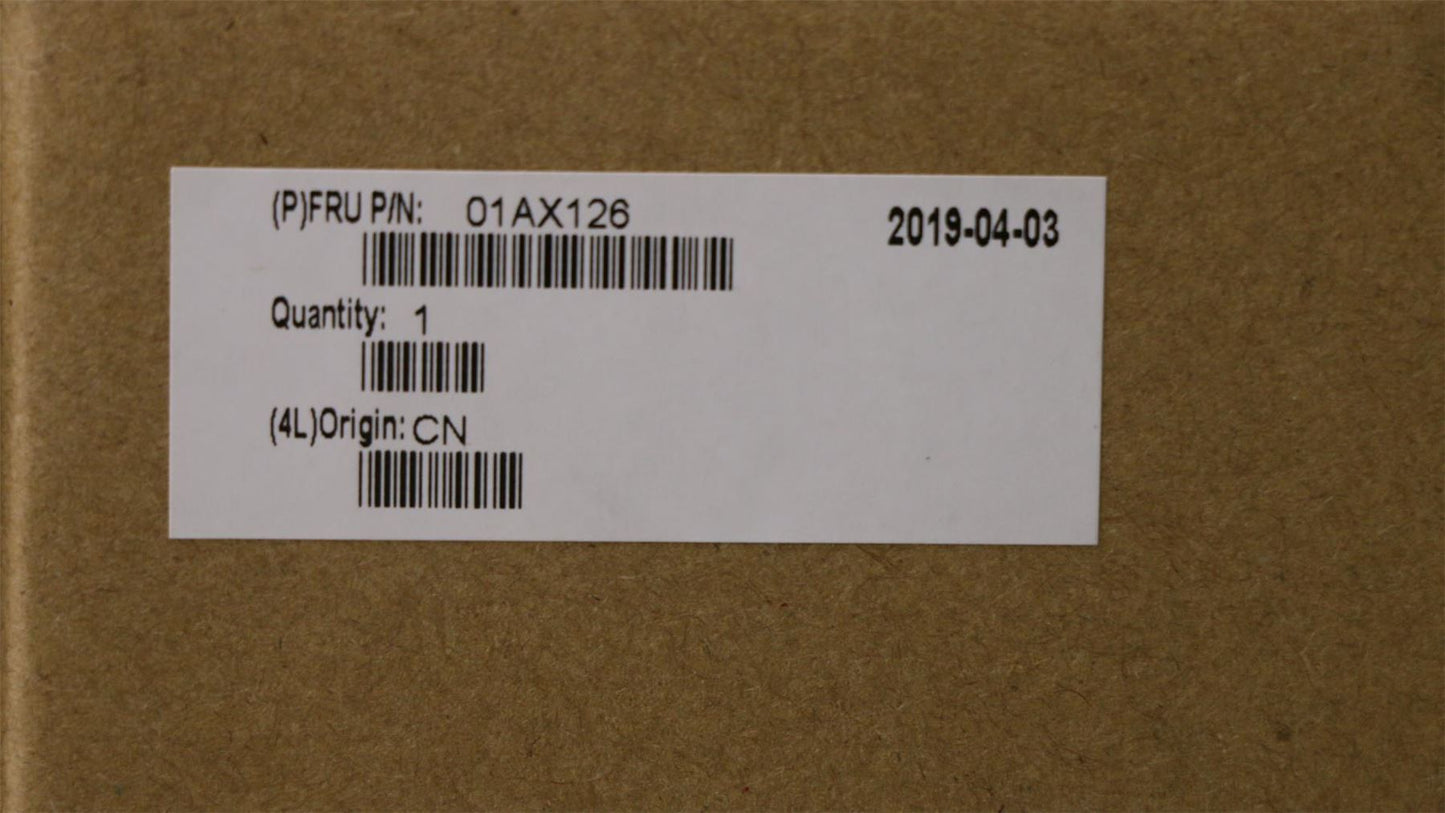 (P)FRU P/N: 01AX126
2019-04-03
Quantity: 1
(4L)Origin: CN